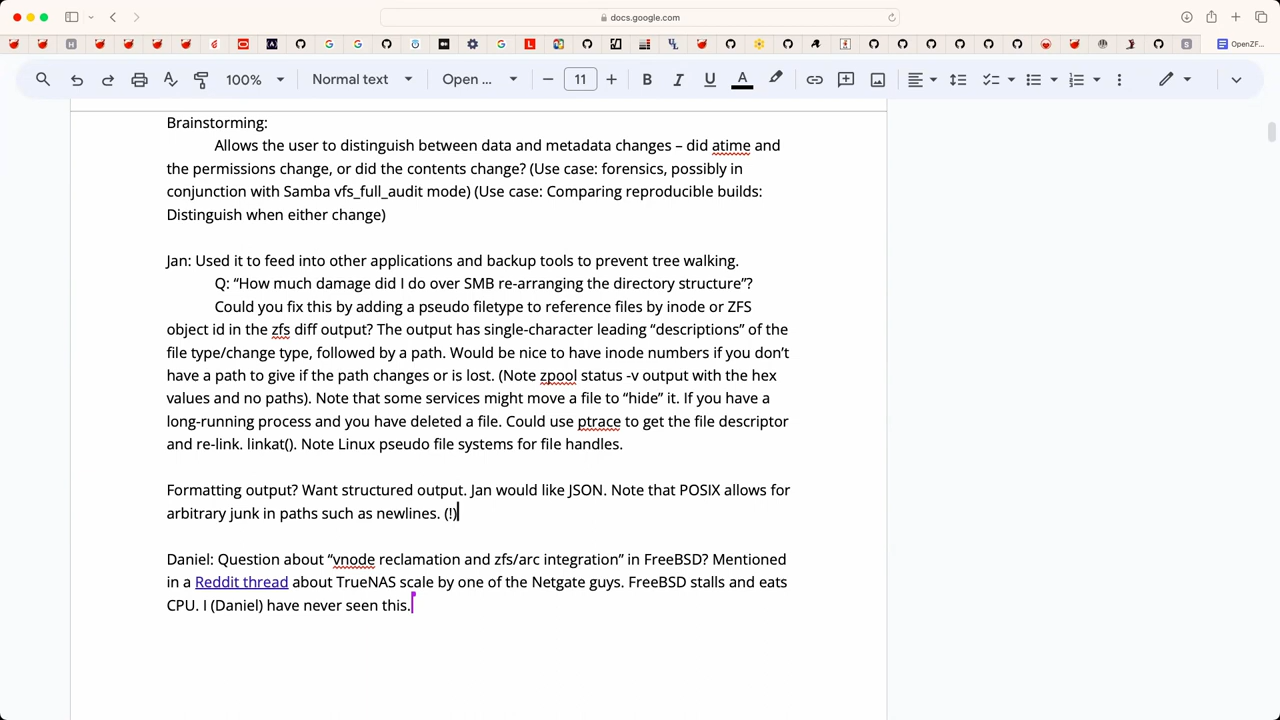 docs.google.com
OpenZF...
100%
Normal text
Open ...
11
B I U A
Brainstorming:
Allows the user to distinguish between data and metadata changes – did atime and
the permissions change, or did the contents change? (Use case: forensics, possibly in
conjunction with Samba vfs_full_audit mode) (Use case: Comparing reproducible builds:
Distinguish when either change)
Jan: Used it to feed into other applications and backup tools to prevent tree walking.
Q: “How much damage did I do over SMB re-arranging the directory structure”?
Could you fix this by adding a pseudo filetype to reference files by inode or ZFS
object id in the zfs diff output? The output has single-character leading “descriptions” of the
file type/change type, followed by a path. Would be nice to have inode numbers if you don’t
have a path to give if the path changes or is lost. (Note zpool status -v output with the hex
values and no paths). Note that some services might move a file to “hide” it. If you have a
long-running process and you have deleted a file. Could use ptrace to get the file descriptor
and re-link. linkat(). Note Linux pseudo file systems for file handles.
Formatting output? Want structured output. Jan would like JSON. Note that POSIX allows for
arbitrary junk in paths such as newlines. (!)
Daniel: Question about “vnode reclamation and zfs/arc integration” in FreeBSD? Mentioned
in a Reddit thread about TrueNAS scale by one of the Netgate guys. FreeBSD stalls and eats
CPU. I (Daniel) have never seen this.